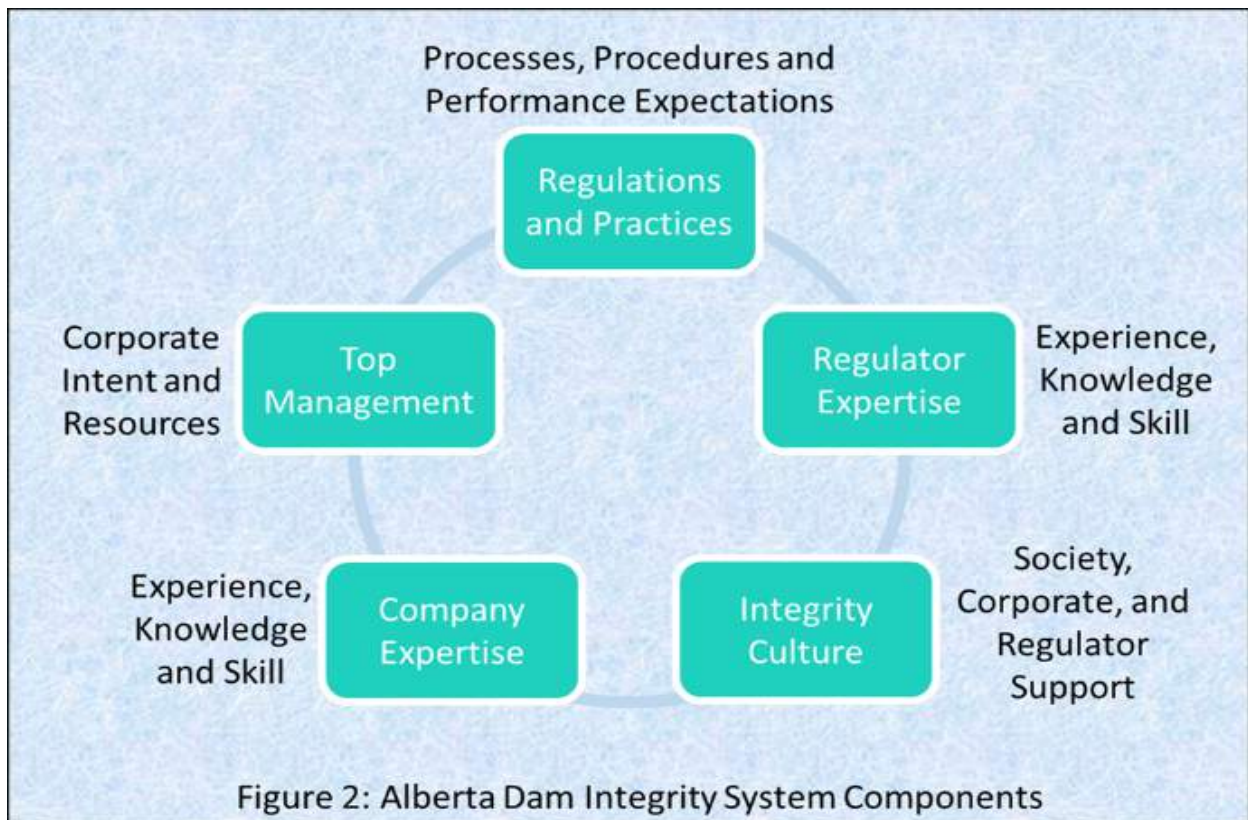 Processes, Procedures and
Performance Expectations
Regulations
and Practices
Corporate
Intent and
Resources
Top
Management
Regulator
Expertise
Experience,
Knowledge
and Skill
Experience,
Knowledge
and Skill
Company
Expertise
Integrity
Culture
Society,
Corporate, and
Regulator
Support
Figure 2: Alberta Dam Integrity System Components